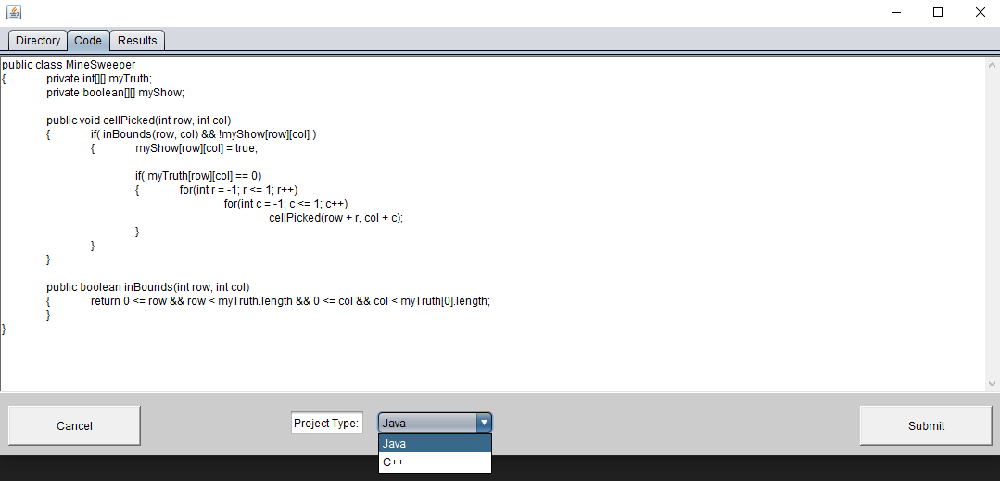 Directory Code Results
public class MineSweeper
{ private int[][] myTruth;
private boolean[][] myShow;
public void cellPicked(int row, int col)
{ if( inBounds(row, col) && !myShow[row][col] )
{ myShow[row][col] = true;
if( myTruth[row][col] == 0)
{ for(int r = -1; r <= 1; r++)
for(int c = -1; c <= 1; c++)
cellPicked(row + r, col + c);
}
}
}
public boolean inBounds(int row, int col)
{ return 0 <= row && row < myTruth.length && 0 <= col && col < myTruth[0].length;
}
}
Cancel Project Type: Java Submit
Java
C++